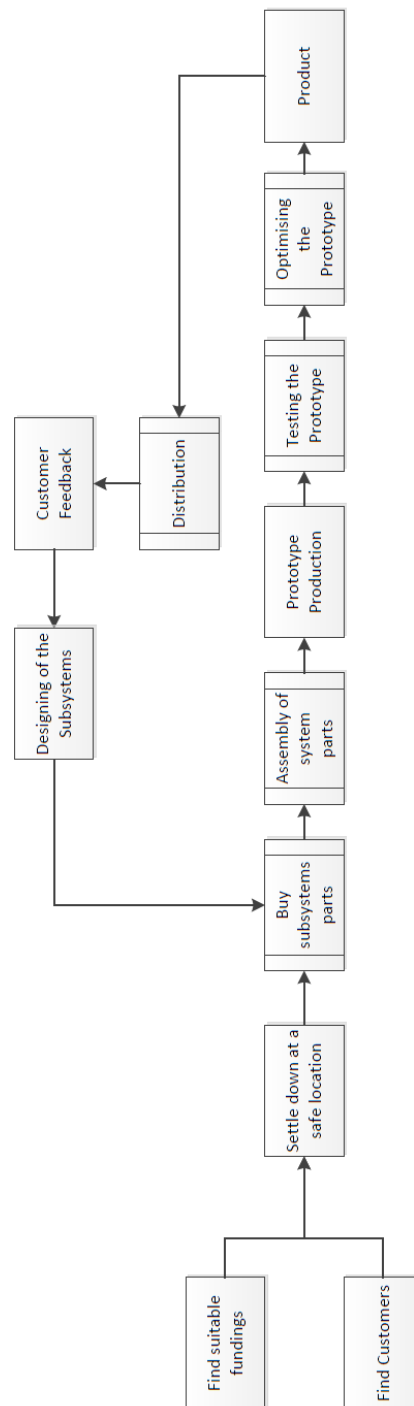 Find suitable
fundings
Find Customers
Settle down at a
safe location
Buy
subsystems
parts
Assembly of
system
parts
Prototype
Production
Testing the
Prototype
Optimising
the
Prototype
Product
Distribution
Customer
Feedback
Designing of the
Subsystems